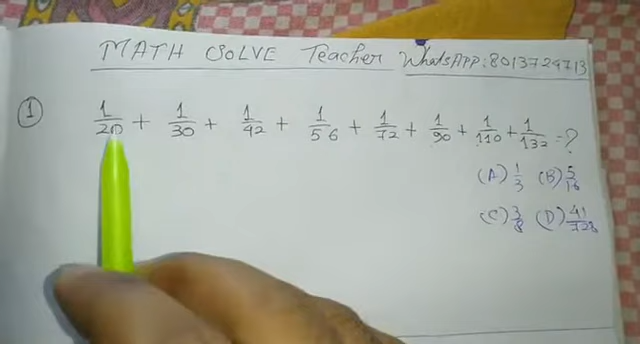 MATH SOLVE Teacher WhatsApp: 8013729713
① 1/20 + 1/30 + 1/42 + 1/56 + 1/72 + 1/90 + 1/110 + 1/132 = ?
(A) 1/3 (B) 5/18
(C) 3/8 (D) 41/728